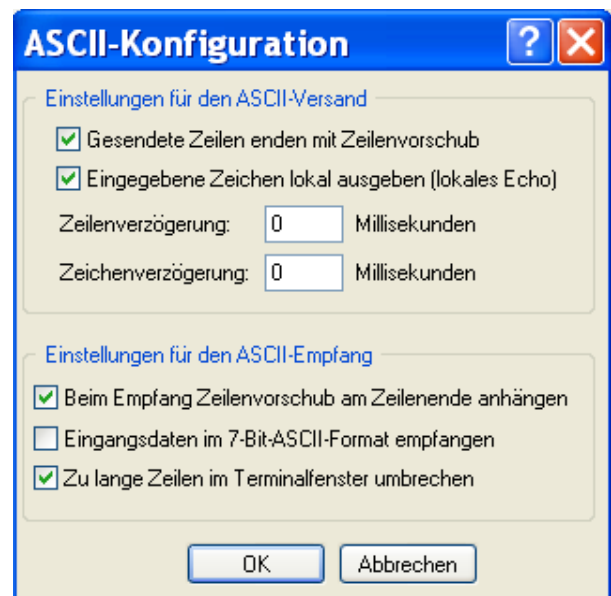 ASCII-Konfiguration
Einstellungen für den ASCII-Versand
Gesendete Zeilen enden mit Zeilenvorschub
Eingegebene Zeichen lokal ausgeben (lokales Echo)
Zeilenverzögerung: 0 Millisekunden
Zeichenverzögerung: 0 Millisekunden
Einstellungen für den ASCII-Empfang
Beim Empfang Zeilenvorschub am Zeilenende anhängen
Eingangsdaten im 7-Bit-ASCII-Format empfangen
Zu lange Zeilen im Terminalfenster umbrechen
OK Abbrechen